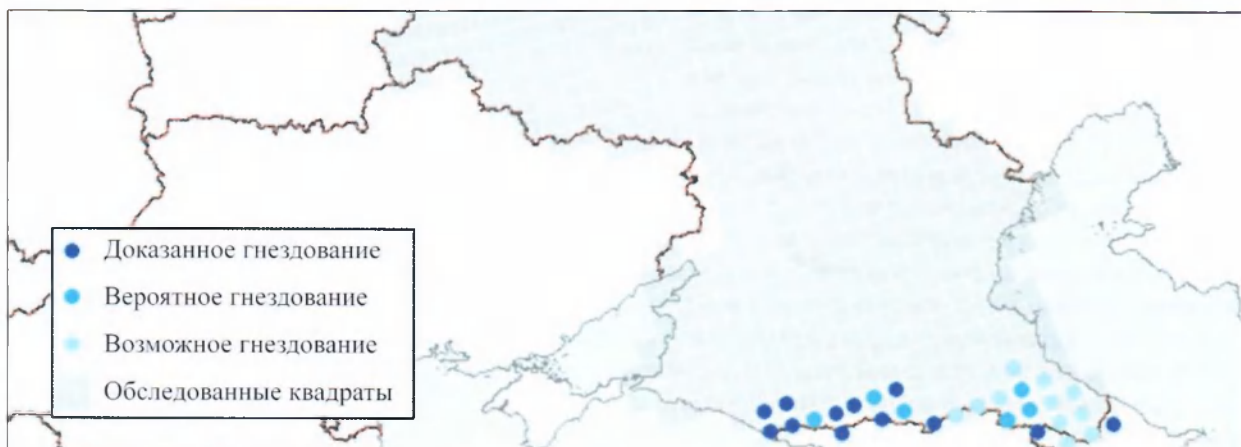 Доказанное гнездование
Вероятное гнездование
Возможное гнездование
Обследованные квадраты